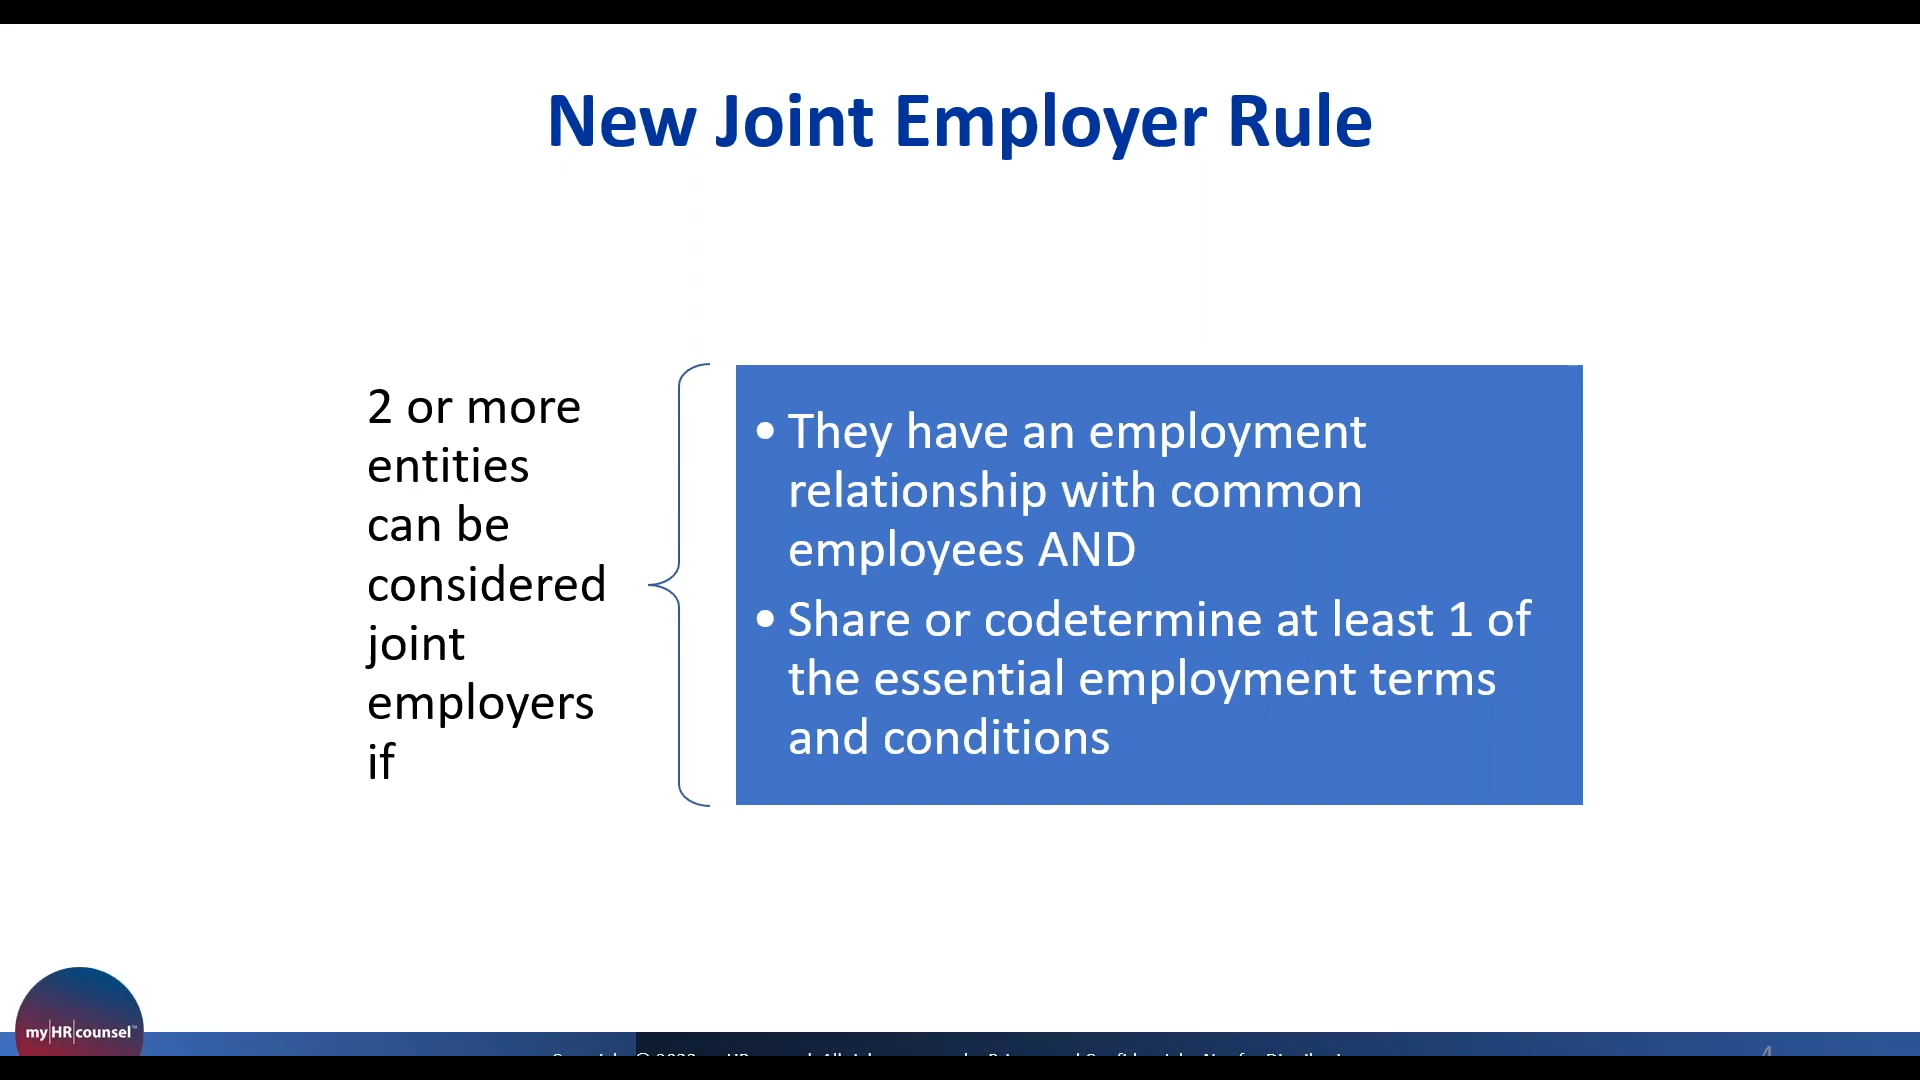 New Joint Employer Rule
2 or more
entities
can be
considered
joint
employers
if
• They have an employment
relationship with common
employees AND
• Share or codetermine at least 1 of
the essential employment terms
and conditions
my|HR|counsel™
4